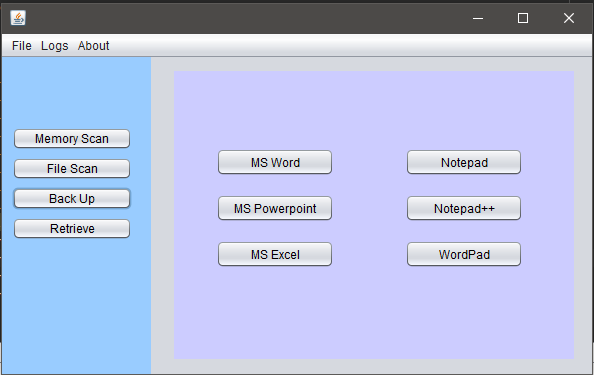 File Logs About
Memory Scan
File Scan
Back Up
Retrieve
MS Word Notepad
MS Powerpoint Notepad++
MS Excel WordPad